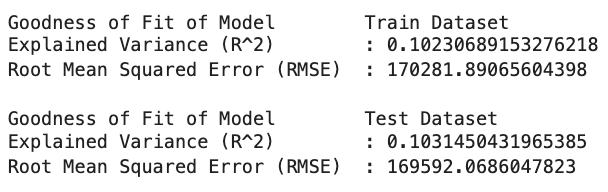 Goodness of Fit of Model       Train Dataset
Explained Variance (R^2)       : 0.10230689153276218
Root Mean Squared Error (RMSE)  : 170281.89065604398

Goodness of Fit of Model       Test Dataset
Explained Variance (R^2)       : 0.1031450431965385
Root Mean Squared Error (RMSE)  : 169592.0686047823